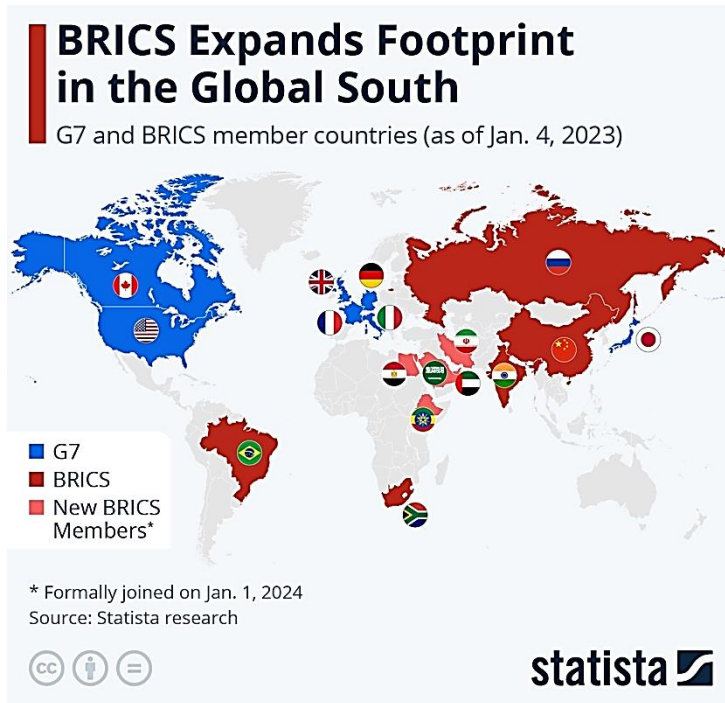 BRICS Expands Footprint
in the Global South
G7 and BRICS member countries (as of Jan. 4, 2023)
G7
BRICS
New BRICS
Members*
* Formally joined on Jan. 1, 2024
Source: Statista research
cc
statista